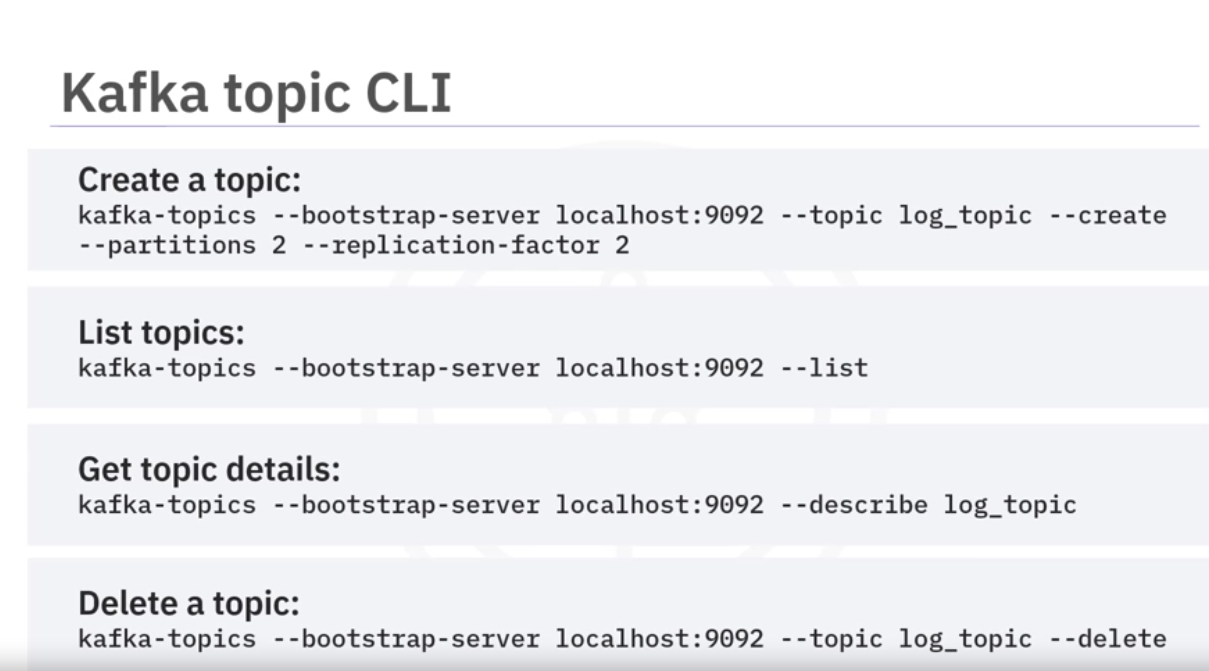 Kafka topic CLI
Create a topic:
kafka-topics --bootstrap-server localhost:9092 --topic log_topic --create
--partitions 2 --replication-factor 2
List topics:
kafka-topics --bootstrap-server localhost:9092 --list
Get topic details:
kafka-topics --bootstrap-server localhost:9092 --describe log_topic
Delete a topic:
kafka-topics --bootstrap-server localhost:9092 --topic log_topic --delete